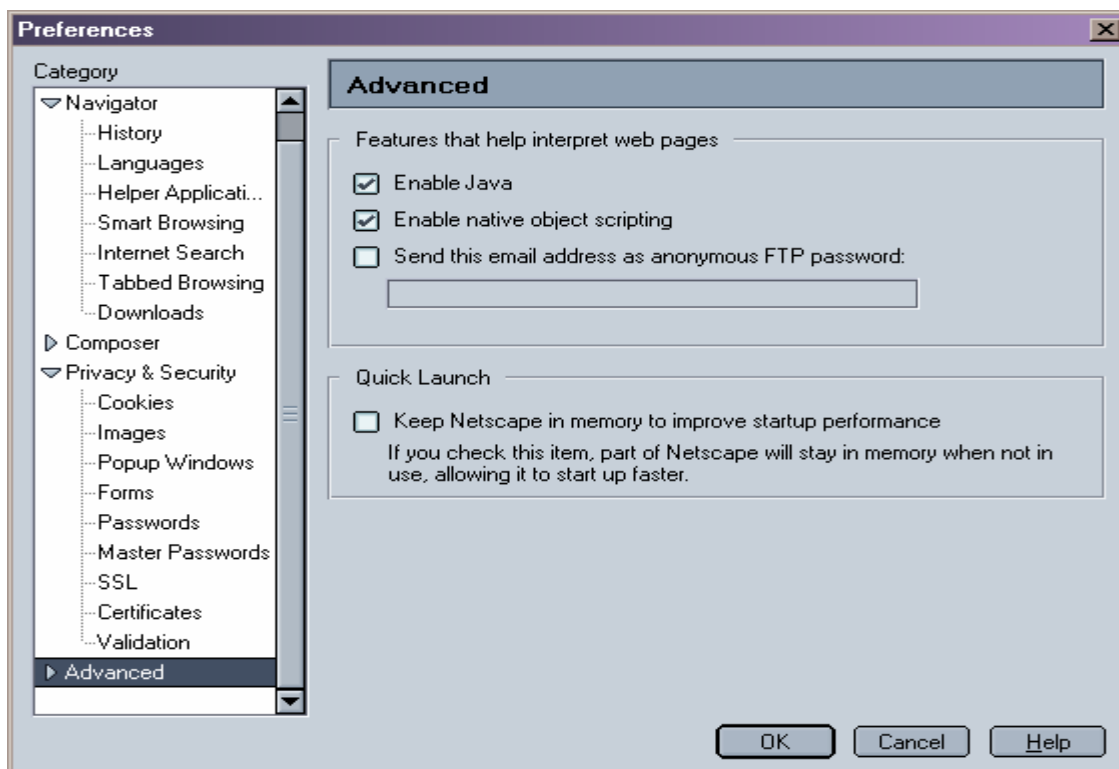 Preferences
Category
Navigator
History
Languages
Helper Applicati...
Smart Browsing
Internet Search
Tabbed Browsing
Downloads
Composer
Privacy & Security
Cookies
Images
Popup Windows
Forms
Passwords
Master Passwords
SSL
Certificates
Validation
Advanced
Advanced
Features that help interpret web pages
Enable Java
Enable native object scripting
Send this email address as anonymous FTP password:
Quick Launch
Keep Netscape in memory to improve startup performance
If you check this item, part of Netscape will stay in memory when not in
use, allowing it to start up faster.
OK
Cancel
Help